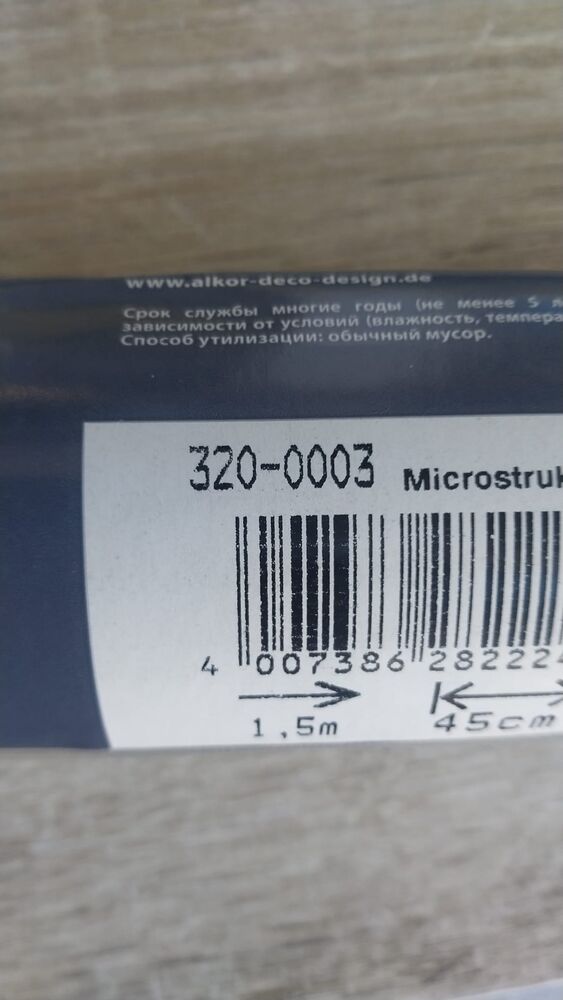 www.alkor-deco-design.de
Срок службы многие годы (не менее 5 
зависимости от условий (влажность,
Способ утилизации: обычный мусор.
320-0003
4 007386 28222
1,5m
45cm